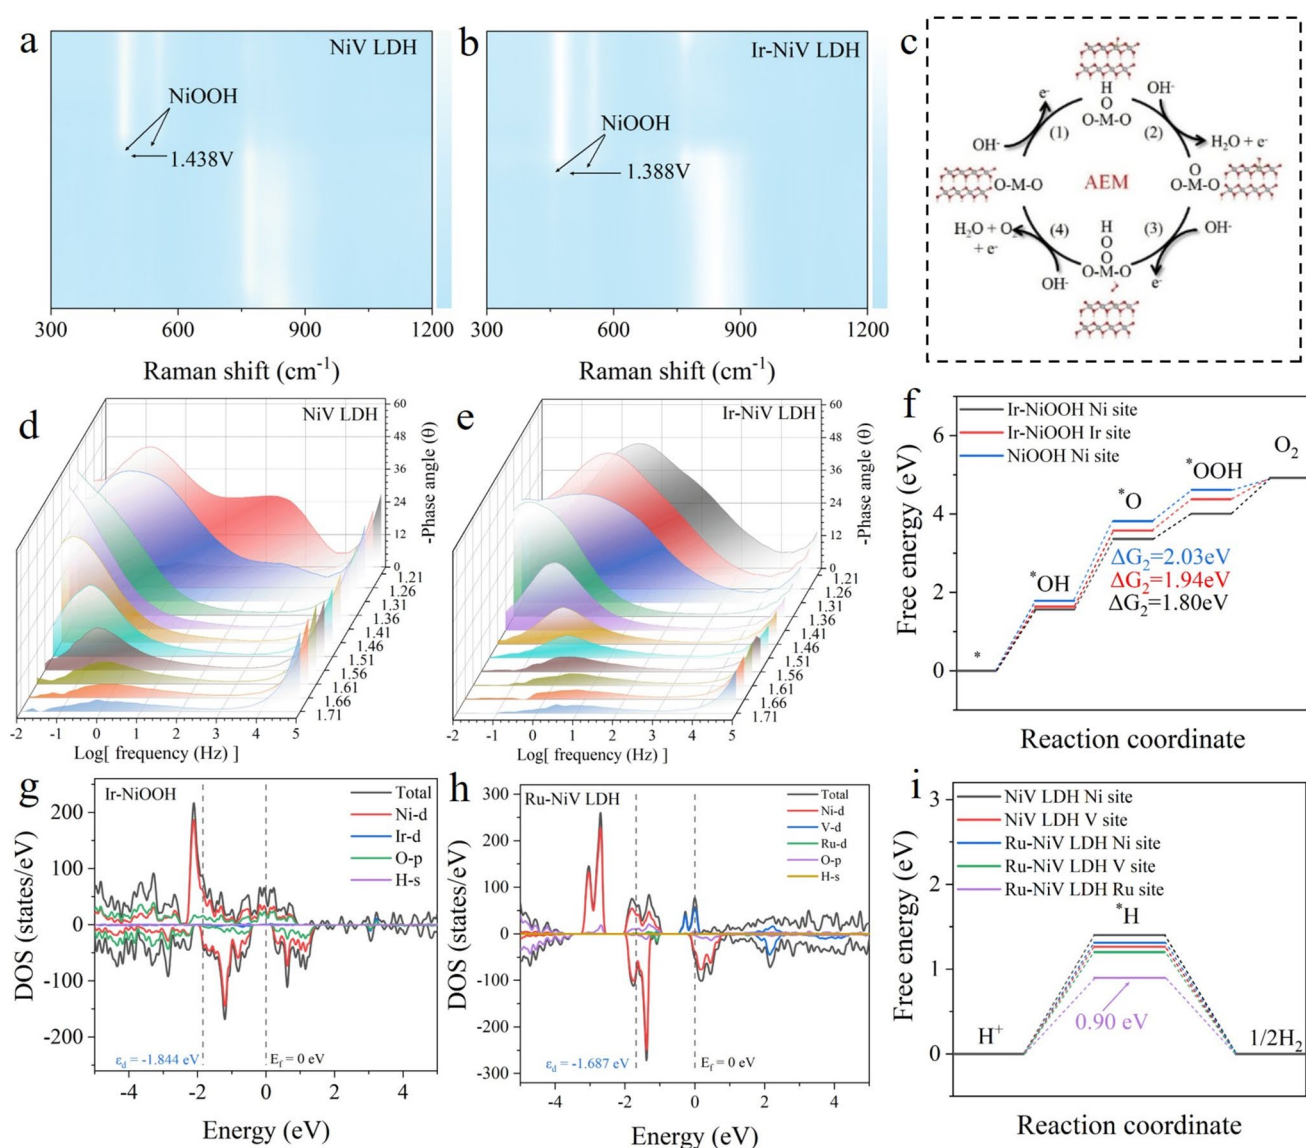 a
NiV LDH
NiOOH
1.438V
300 600 900 1200
Raman shift (cm⁻¹)
b
Ir-NiV LDH
NiOOH
1.388V
300 600 900 1200
Raman shift (cm⁻¹)
c
H
O
O-M-O
e⁻
OH⁻
(1)
(2)
OH⁻
H₂O + e⁻
O-M-O
AEM
O
O-M-O
H₂O + O₂
+ e⁻
(4)
H
O
O
O-M-O
(3)
OH⁻
OH⁻
e⁻
d
NiV LDH
60
48
36
24
12
0
-Phase angle (θ)
1.21
1.26
1.31
1.36
1.41
1.46
1.51
1.56
1.61
1.66
1.71
-2 -1 0 1 2 3 4 5
Log[ frequency (Hz) ]
e
Ir-NiV LDH
60
48
36
24
12
0
-Phase angle (θ)
1.21
1.26
1.31
1.36
1.41
1.46
1.51
1.56
1.61
1.66
1.71
-2 -1 0 1 2 3 4 5
Log[ frequency (Hz) ]
f
Ir-NiOOH Ni site
Ir-NiOOH Ir site
NiOOH Ni site
Free energy (eV)
6
4
2
0
*
*OH
*O
*OOH
O₂
ΔG₂=2.03eV
ΔG₂=1.94eV
ΔG₂=1.80eV
Reaction coordinate
g
Ir-NiOOH
Total
Ni-d
Ir-d
O-p
H-s
DOS (states/eV)
200
100
0
-100
-200
ε_d = -1.844 eV
E_f = 0 eV
-4 -2 0 2 4
Energy (eV)
h
Ru-NiV LDH
Total
Ni-d
V-d
Ru-d
O-p
H-s
DOS (states/eV)
300
200
100
0
-100
-200
-300
ε_d = -1.687 eV
E_f = 0 eV
-4 -2 0 2 4
Energy (eV)
i
NiV LDH Ni site
NiV LDH V site
Ru-NiV LDH Ni site
Ru-NiV LDH V site
Ru-NiV LDH Ru site
Free energy (eV)
3
2
1
0
*H
0.90 eV
H⁺
1/2H₂
Reaction coordinate